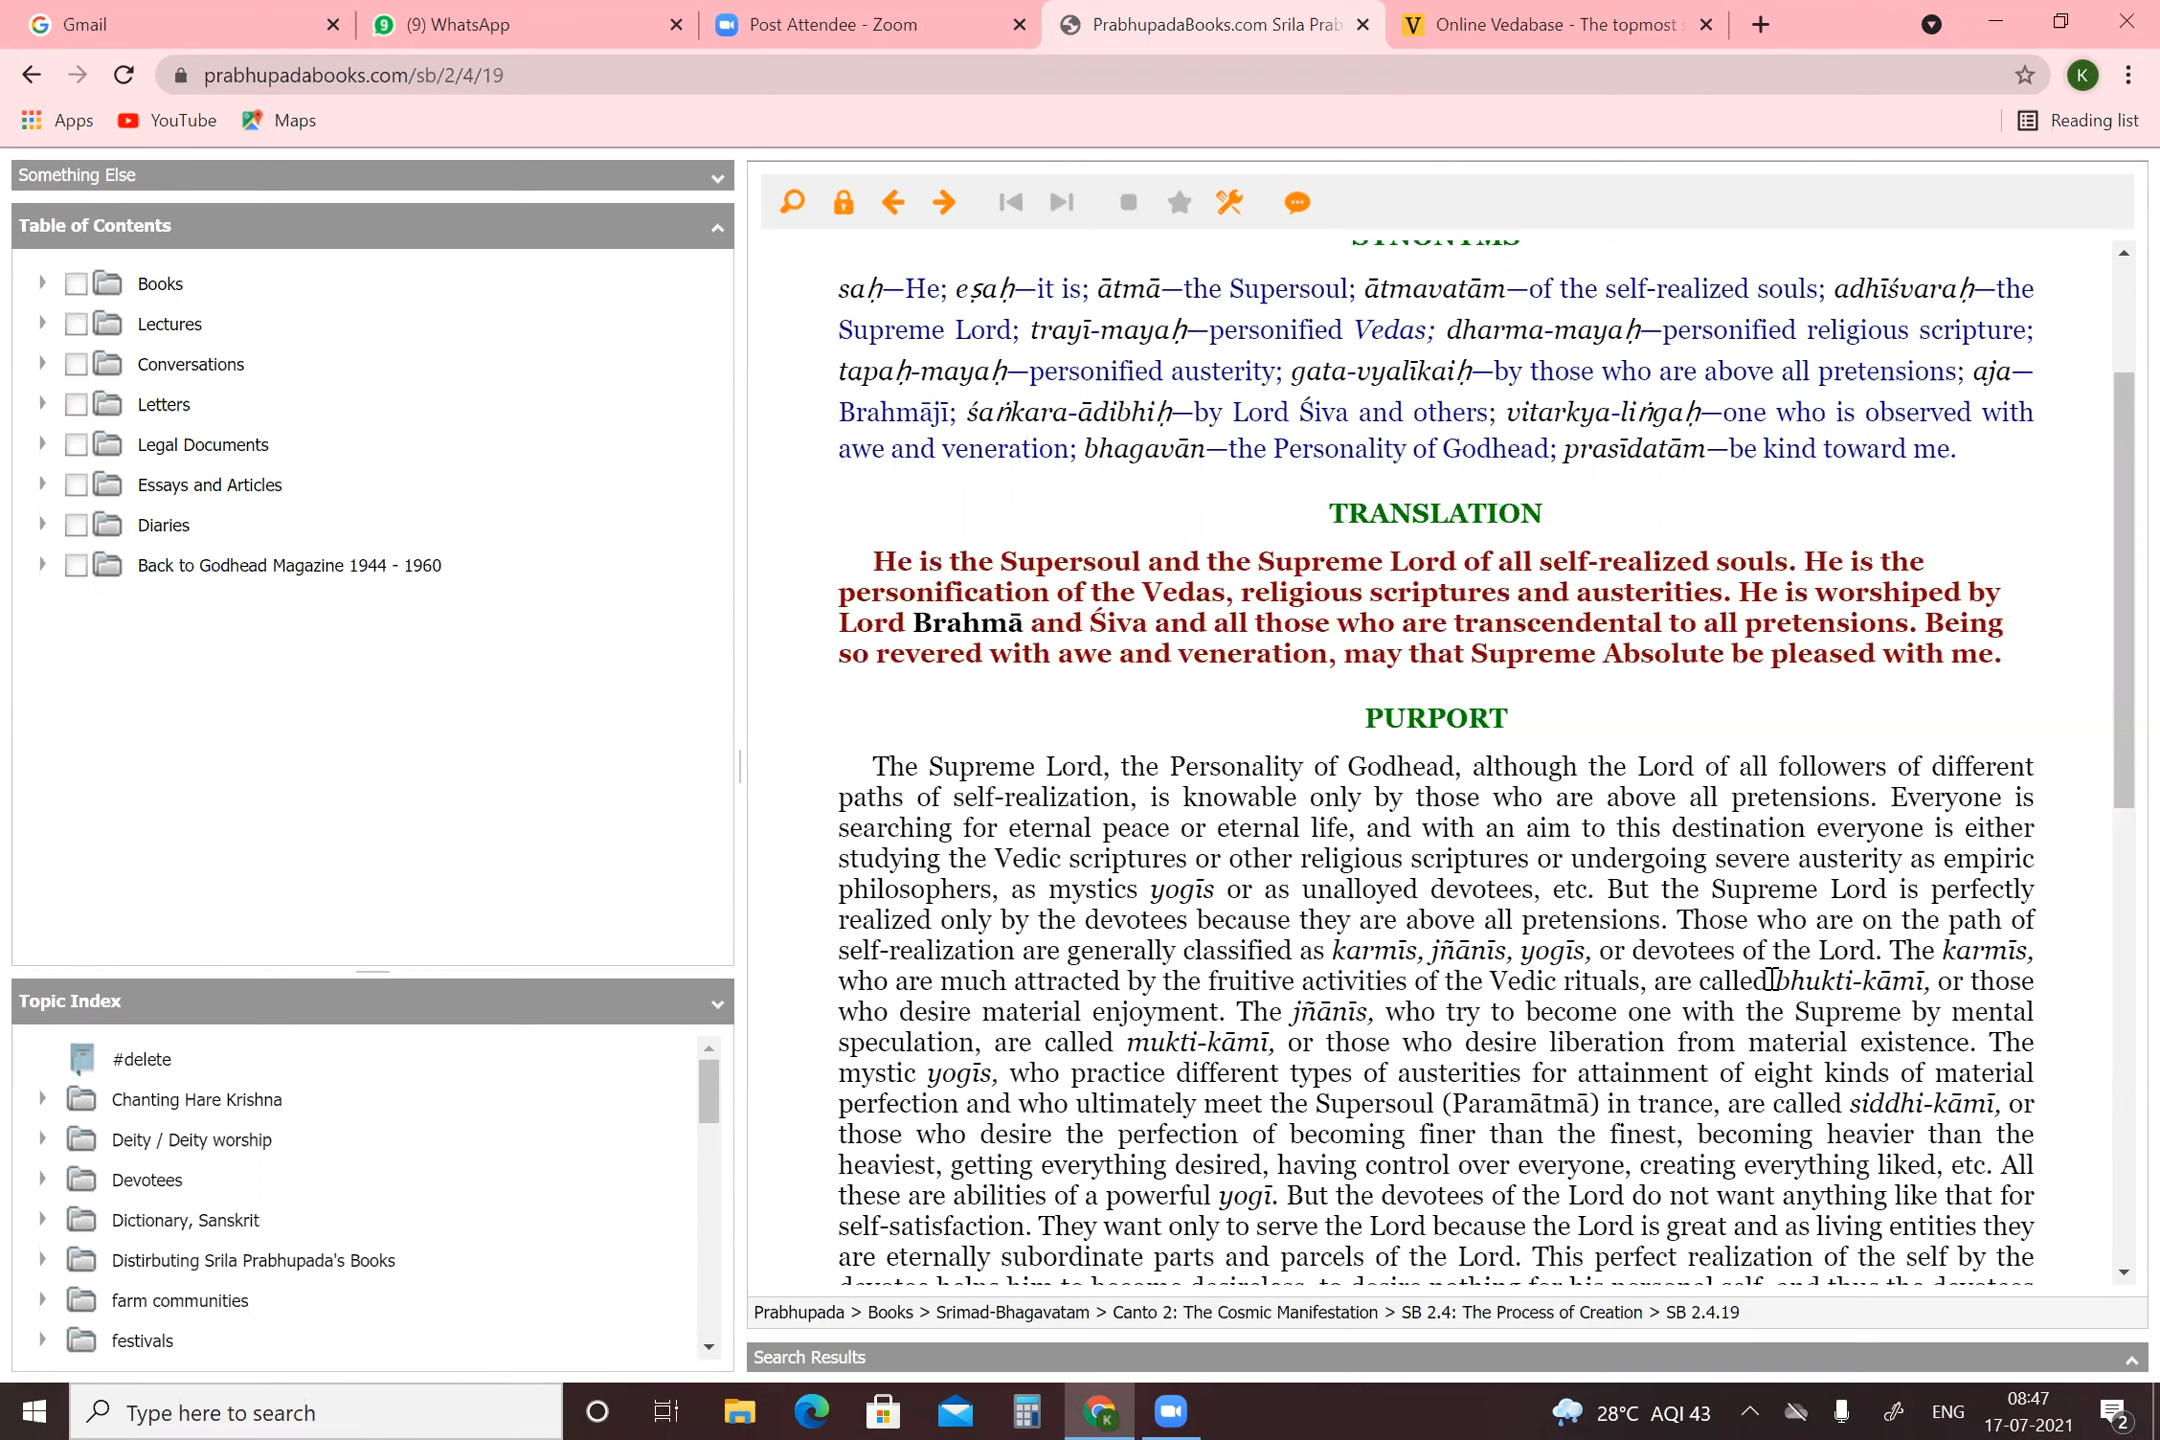 Gmail
(9) WhatsApp
Post Attendee - Zoom
PrabhupadaBooks.com Srila Prab
Online Vedabase - The topmost s
prabhupadabooks.com/sb/2/4/19
K
Apps
YouTube
Maps
Reading list
Something Else
Table of Contents
Books
Lectures
Conversations
Letters
Legal Documents
Essays and Articles
Diaries
Back to Godhead Magazine 1944 - 1960
Topic Index
#delete
Chanting Hare Krishna
Deity / Deity worship
Devotees
Dictionary, Sanskrit
Distirbuting Srila Prabhupada's Books
farm communities
festivals
SYNONYMS
saḥ—He; eṣaḥ—it is; ātmā—the Supersoul; ātmavatām—of the self-realized souls; adhīśvaraḥ—the
Supreme Lord; trayī-mayaḥ—personified Vedas; dharma-mayaḥ—personified religious scripture;
tapaḥ-mayaḥ—personified austerity; gata-vyalīkaiḥ—by those who are above all pretensions; aja—
Brahmājī; śaṅkara-ādibhiḥ—by Lord Śiva and others; vitarkya-liṅgaḥ—one who is observed with
awe and veneration; bhagavān—the Personality of Godhead; prasīdatām—be kind toward me.
TRANSLATION
He is the Supersoul and the Supreme Lord of all self-realized souls. He is the
personification of the Vedas, religious scriptures and austerities. He is worshiped by
Lord Brahmā and Śiva and all those who are transcendental to all pretensions. Being
so revered with awe and veneration, may that Supreme Absolute be pleased with me.
PURPORT
The Supreme Lord, the Personality of Godhead, although the Lord of all followers of different
paths of self-realization, is knowable only by those who are above all pretensions. Everyone is
searching for eternal peace or eternal life, and with an aim to this destination everyone is either
studying the Vedic scriptures or other religious scriptures or undergoing severe austerity as empiric
philosophers, as mystics yogīs or as unalloyed devotees, etc. But the Supreme Lord is perfectly
realized only by the devotees because they are above all pretensions. Those who are on the path of
self-realization are generally classified as karmīs, jñānīs, yogīs, or devotees of the Lord. The karmīs,
who are much attracted by the fruitive activities of the Vedic rituals, are called bhukti-kāmī, or those
who desire material enjoyment. The jñānīs, who try to become one with the Supreme by mental
speculation, are called mukti-kāmī, or those who desire liberation from material existence. The
mystic yogīs, who practice different types of austerities for attainment of eight kinds of material
perfection and who ultimately meet the Supersoul (Paramātmā) in trance, are called siddhi-kāmī, or
those who desire the perfection of becoming finer than the finest, becoming heavier than the
heaviest, getting everything desired, having control over everyone, creating everything liked, etc. All
these are abilities of a powerful yogī. But the devotees of the Lord do not want anything like that for
self-satisfaction. They want only to serve the Lord because the Lord is great and as living entities they
are eternally subordinate parts and parcels of the Lord. This perfect realization of the self by the
devotee helps him to become desireless, to desire nothing for his personal self, and thus the devotees
Prabhupada > Books > Srimad-Bhagavatam > Canto 2: The Cosmic Manifestation > SB 2.4: The Process of Creation > SB 2.4.19
Search Results
Type here to search
28°C AQI 43
ENG
08:47
17-07-2021
2